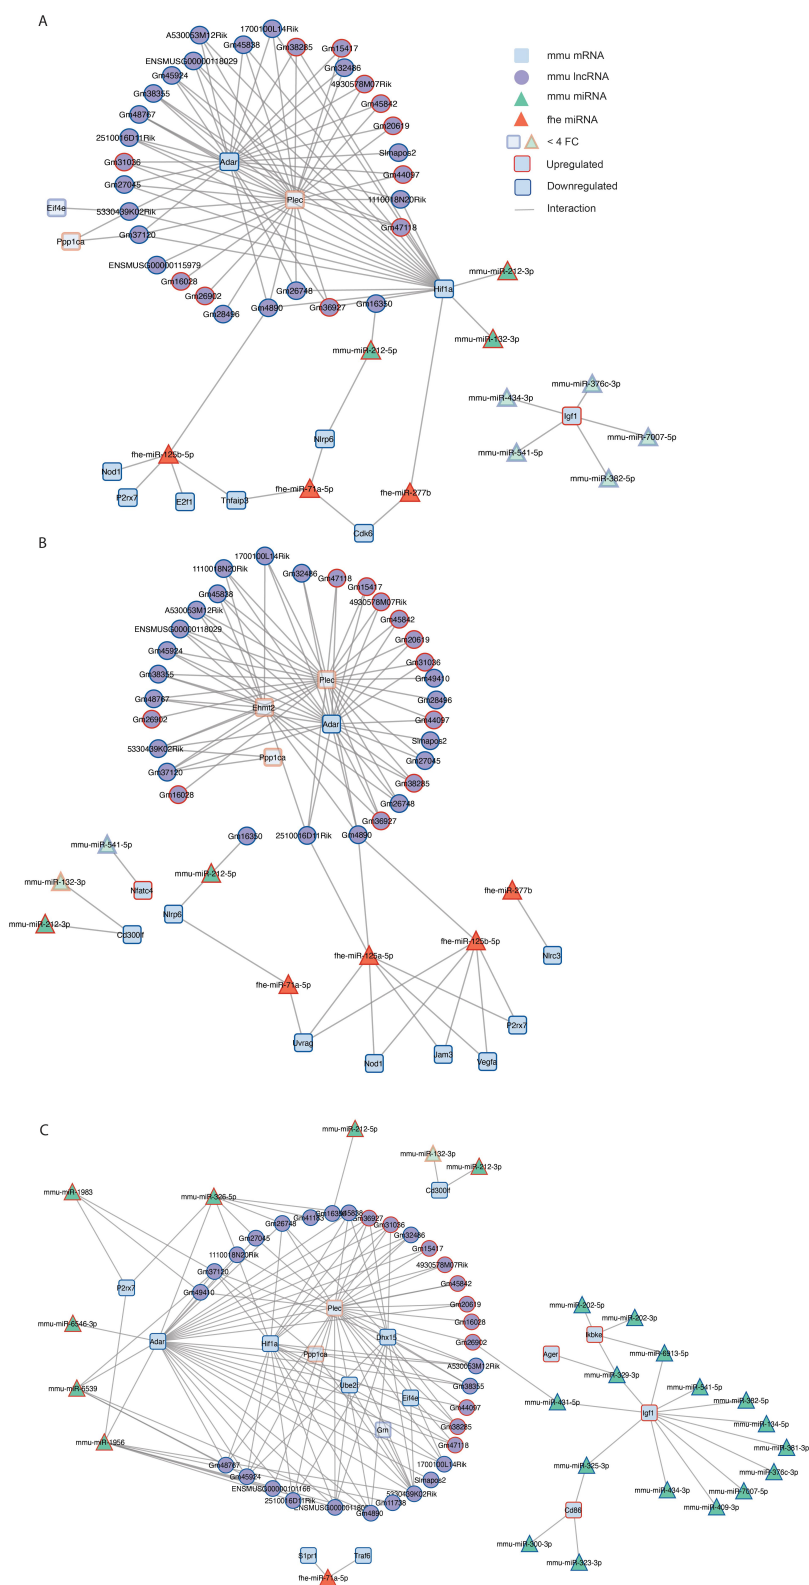 A
1700100L14Rik
A530053M12Rik
Gm45838
Gm38285
Gm15417
ENSMUSG00000118029
Gm32486
Gm45924
4930578M07Rik
Gm38355
Gm45842
Gm48767
Gm20619
2510016D11Rik
Slmapos2
Gm31036
Adar
Gm44097
Gm27045
Plec
1110018N20Rik
Eif4e
5330439K02Rik
Gm47118
Ppp1ca
Gm37120
ENSMUSG00000115979
Gm16028
Gm26902
Gm26748
Hif1a
mmu-miR-212-3p
Gm28496
Gm4890
Gm36927
Gm16350
mmu-miR-132-3p
mmu-miR-212-5p
mmu mRNA
mmu lncRNA
mmu miRNA
fhe miRNA
< 4 FC
Upregulated
Downregulated
Interaction
mmu-miR-376c-3p
mmu-miR-434-3p
Igf1
mmu-miR-7007-5p
mmu-miR-541-5p
mmu-miR-382-5p
Nlrp6
fhe-miR-125b-5p
Nod1
P2rx7
E2f1
Tnfaip3
fhe-miR-71a-5p
fhe-miR-277b
Cdk6
B
1700100L14Rik
1110018N20Rik
Gm32486
Gm47118
Gm15417
Gm45838
4930578M07Rik
A530053M12Rik
Gm45842
ENSMUSG00000118029
Gm20619
Gm45924
Gm31036
Gm38355
Plec
Gm49410
Gm48767
Gm28496
Gm26902
Ehmt2
Adar
Gm44097
5330439K02Rik
Slmapos2
Ppp1ca
Gm27045
Gm37120
Gm38285
Gm16028
Gm26748
Gm36927
Gm16350
2510016D11Rik
Gm4890
mmu-miR-541-5p
mmu-miR-212-5p
mmu-miR-132-3p
Nfatc4
fhe-miR-277b
mmu-miR-212-3p
Nlrp6
Cd300lf
fhe-miR-125b-5p
fhe-miR-125a-5p
Nlrc3
fhe-miR-71a-5p
P2rx7
Uvrag
Nod1
Jam3
Vegfa
C
mmu-miR-212-5p
mmu-miR-132-3p
mmu-miR-212-3p
Cd300lf
mmu-miR-1983
mmu-miR-326-5p
Gm41183
Gm36927
Gm26748
Gm31036
Gm27045
Gm32486
1110018N20Rik
Gm15417
Gm37120
4930578M07Rik
P2rx7
Gm49410
Gm45842
Plec
Gm20619
mmu-miR-6546-3p
Gm16028
Adar
Hif1a
Dhx15
Gm26902
Ppp1ca
A530053M12Rik
mmu-miR-6539
Ube2i
Gm38355
Eif4e
Gm44097
Grn
Gm38285
mmu-miR-1956
Gm47118
Gm48767
1700100L14Rik
Gm45924
Slmapos2
ENSMUSG00000101166
5330439K02Rik
2510016D11Rik
Gm11738
Gm4890
mmu-miR-202-5p
mmu-miR-202-3p
Ikbke
Ager
mmu-miR-6913-5p
mmu-miR-329-3p
mmu-miR-541-5p
mmu-miR-431-5p
mmu-miR-382-5p
Igf1
mmu-miR-134-5p
mmu-miR-381-3p
mmu-miR-325-3p
mmu-miR-376c-3p
mmu-miR-434-3p
mmu-miR-7007-5p
Cd86
mmu-miR-409-3p
mmu-miR-300-3p
mmu-miR-323-3p
S1pr1
Traf6
fhe-miR-71a-5p